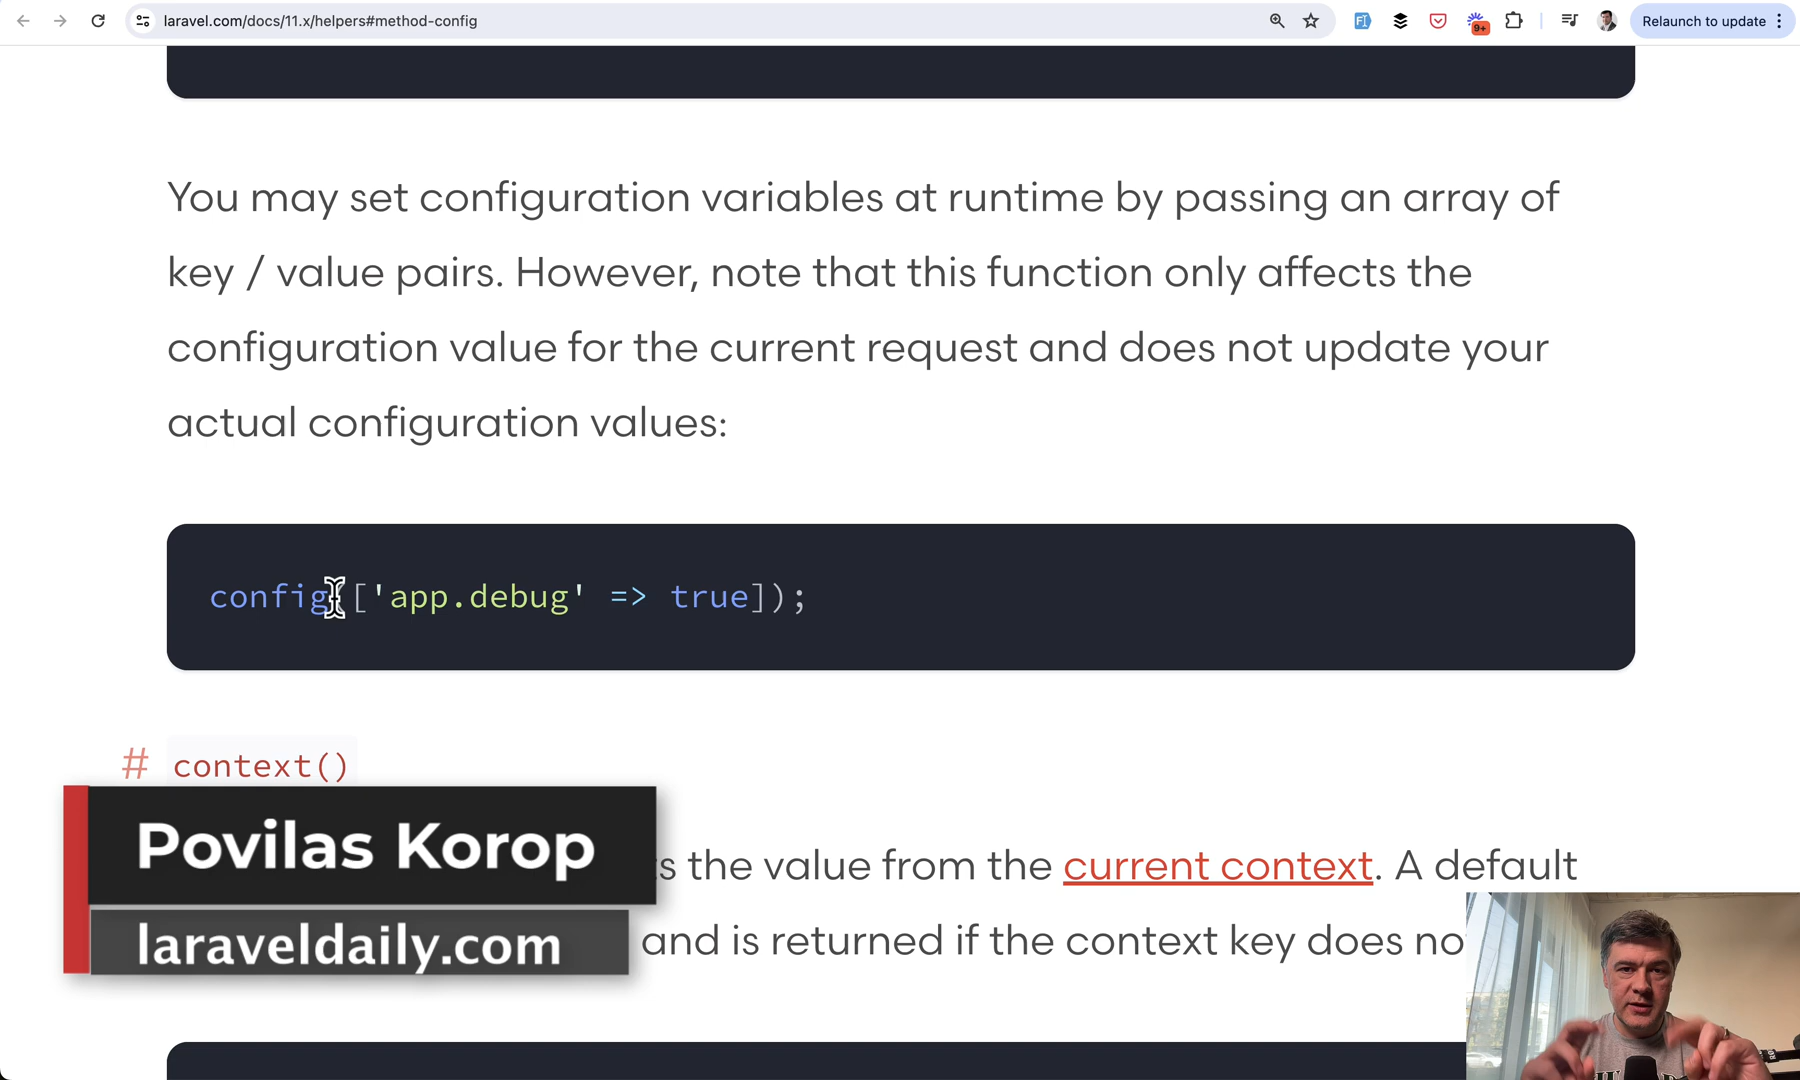 laravel.com/docs/11.x/helpers#method-config
9+
Relaunch to update
You may set configuration variables at runtime by passing an array of
key / value pairs. However, note that this function only affects the
configuration value for the current request and does not update your
actual configuration values:
config(['app.debug' => true]);
# context()
Povilas Korop
laraveldaily.com
s the value from the current context. A default
and is returned if the context key does no